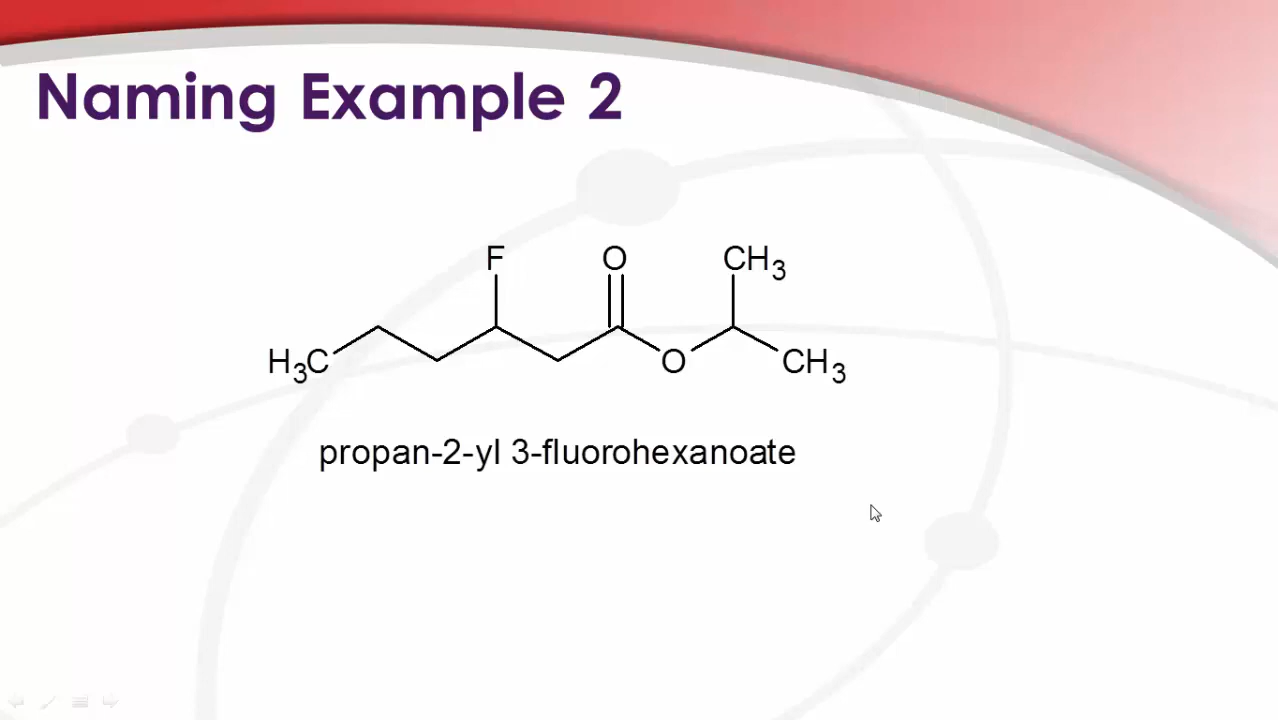 Naming Example 2
F O CH3
H3C O CH3
propan-2-yl 3-fluorohexanoate